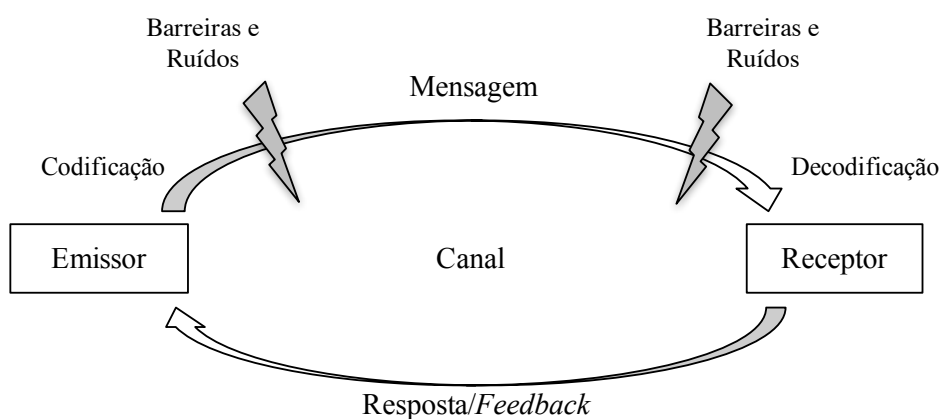 Barreiras e
Ruídos
Barreiras e
Ruídos
Mensagem
Codificação
Decodificação
Emissor
Canal
Receptor
Resposta/Feedback